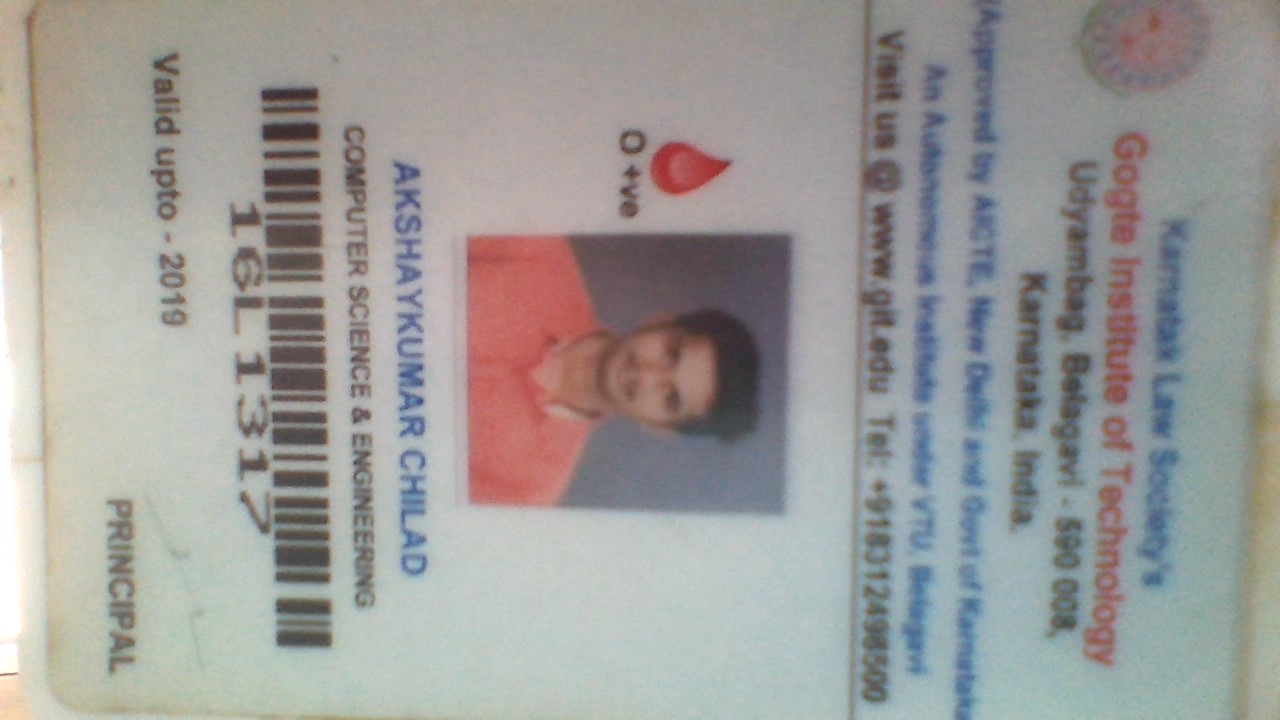 Karnatak Law Society's
Gogte Institute of Technology
Udyambag, Belagavi - 590 008,
Karnataka, India.
(Approved by AICTE, New Delhi and Govt of Karnataka
An Autonomous Institute under VTU, Belagavi
Visit us @ www.git.edu Tel: +918312498500
O +ve
AKSHAYKUMAR CHILAD
COMPUTER SCIENCE & ENGINEERING
16L1317
Valid upto - 2019
PRINCIPAL